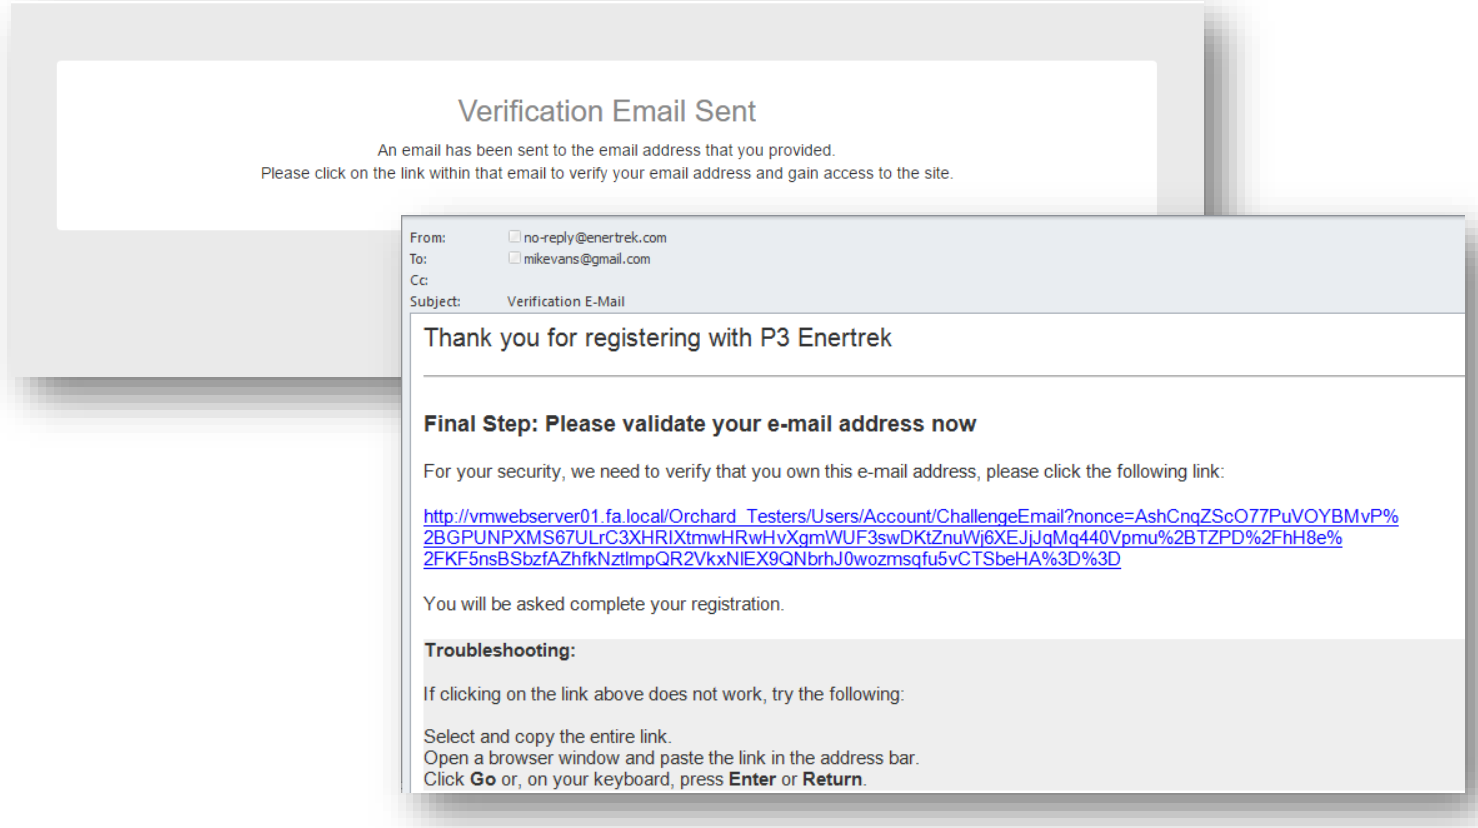 Verification Email Sent
An email has been sent to the email address that you provided.
Please click on the link within that email to verify your email address and gain access to the site.
From: no-reply@enertrek.com
To: mikevans@gmail.com
Cc:
Subject: Verification E-Mail
Thank you for registering with P3 Enertrek
Final Step: Please validate your e-mail address now
For your security, we need to verify that you own this e-mail address, please click the following link:
http://vmwebserver01.fa.local/Orchard_Testers/Users/Account/ChallengeEmail?nonce=AshCnqZScO77PuVOYBMvP%
2BGPUNPXMS67ULrC3XHRIXtmwHRwHvXgmWUF3swDKtZnuWj6XEJjJqMq440Vpmu%2BTZPD%2FhH8e%
2FKF5nsBSbzfAZhfkNztlmpQR2VkxNlEX9QNbrhJ0wozmsqfu5vCTSbeHA%3D%3D
You will be asked complete your registration.
Troubleshooting:
If clicking on the link above does not work, try the following:
Select and copy the entire link.
Open a browser window and paste the link in the address bar.
Click Go or, on your keyboard, press Enter or Return.